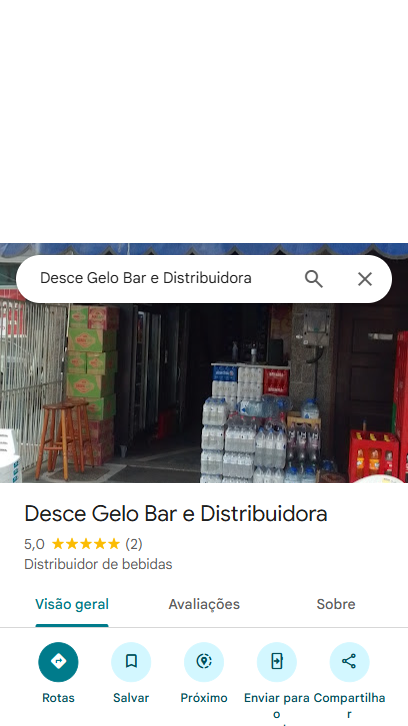 Desce Gelo Bar e Distribuidora
Desce Gelo Bar e Distribuidora
5,0 (2)
Distribuidor de bebidas
Visão geral Avaliações Sobre
Rotas Salvar Próximo Enviar para o Compartilhar